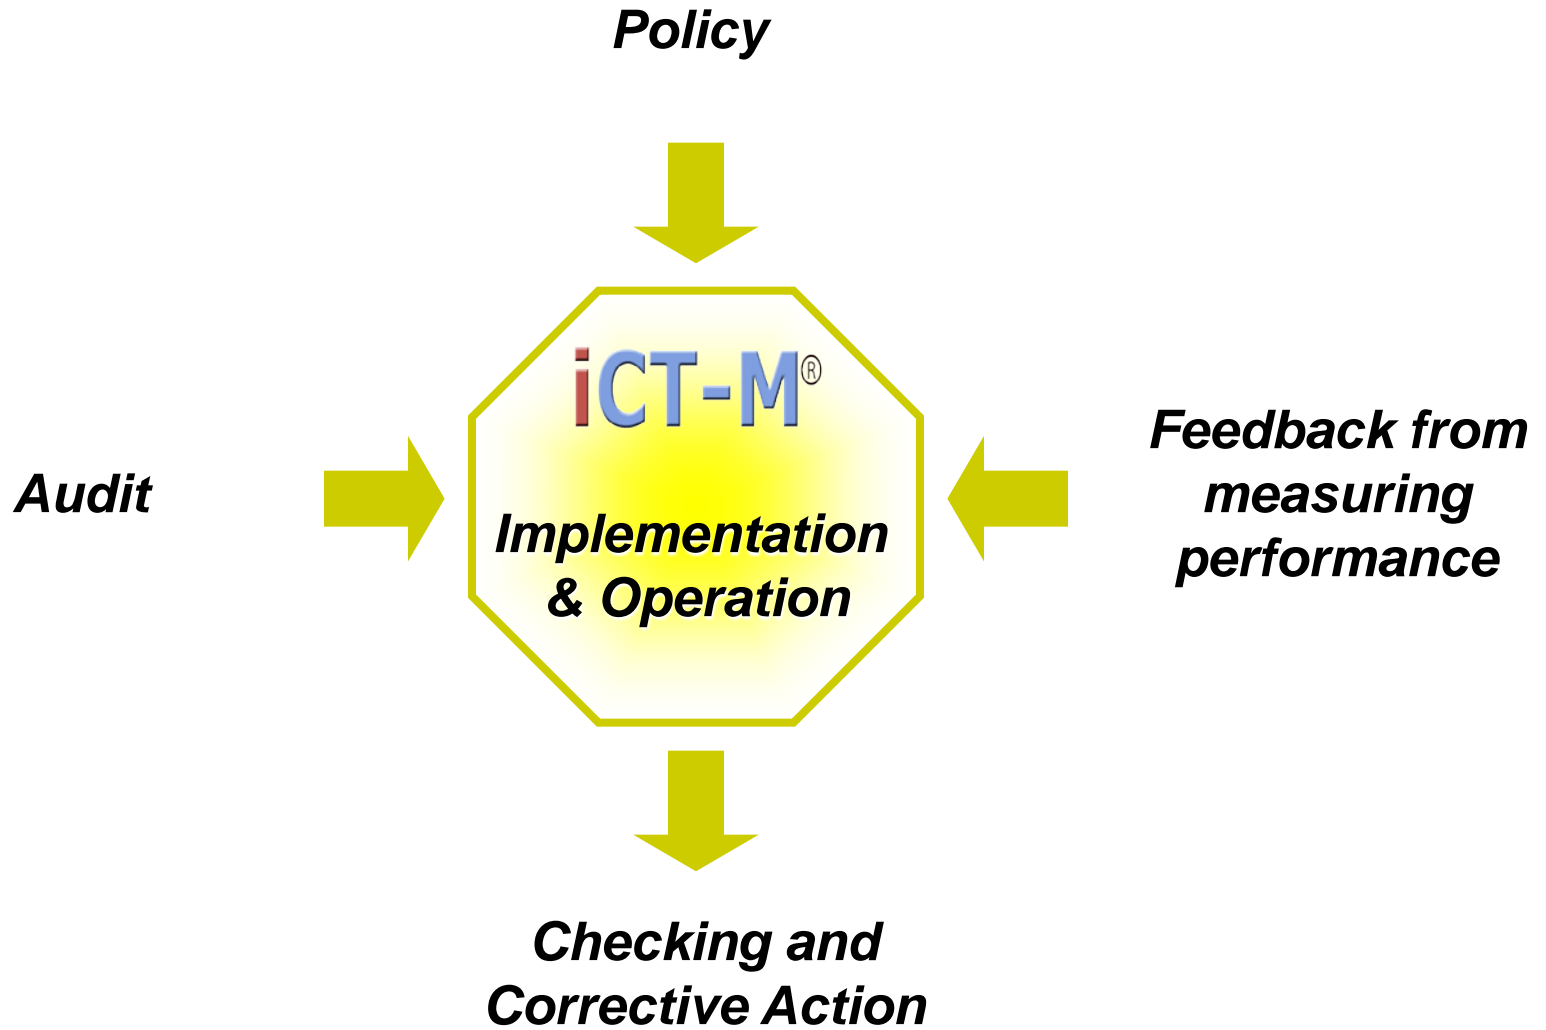 Policy
iCT-M®
Audit
Implementation
& Operation
Feedback from
measuring
performance
Checking and
Corrective Action